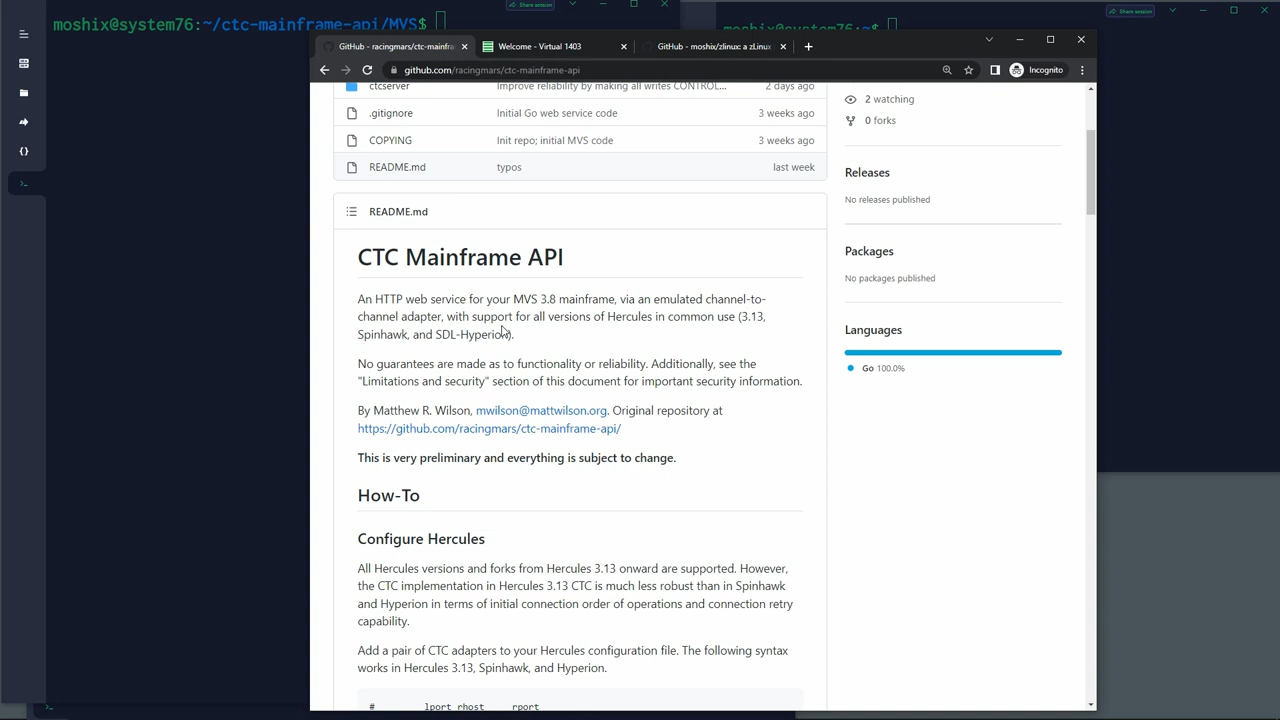 moshix@system76:~/ctc-mainframe-api/MVS$
Share session
moshix@system76:~$
Share session
GitHub - racingmars/ctc-mainfra
Welcome - Virtual 1403
GitHub - moshix/zlinux: a zLinux
github.com/racingmars/ctc-mainframe-api
Incognito
ctcserver
Improve reliability by making all writes CONTROL...
2 days ago
.gitignore
Initial Go web service code
3 weeks ago
COPYING
Init repo; initial MVS code
3 weeks ago
README.md
typos
last week
2 watching
0 forks
Releases
No releases published
Packages
No packages published
Languages
Go 100.0%
README.md
CTC Mainframe API
An HTTP web service for your MVS 3.8 mainframe, via an emulated channel-to-
channel adapter, with support for all versions of Hercules in common use (3.13,
Spinhawk, and SDL-Hyperion).
No guarantees are made as to functionality or reliability. Additionally, see the
"Limitations and security" section of this document for important security information.
By Matthew R. Wilson, mwilson@mattwilson.org. Original repository at
https://github.com/racingmars/ctc-mainframe-api/
This is very preliminary and everything is subject to change.
How-To
Configure Hercules
All Hercules versions and forks from Hercules 3.13 onward are supported. However,
the CTC implementation in Hercules 3.13 CTC is much less robust than in Spinhawk
and Hyperion in terms of initial connection order of operations and connection retry
capability.
Add a pair of CTC adapters to your Hercules configuration file. The following syntax
works in Hercules 3.13, Spinhawk, and Hyperion.
# lport rhost rport